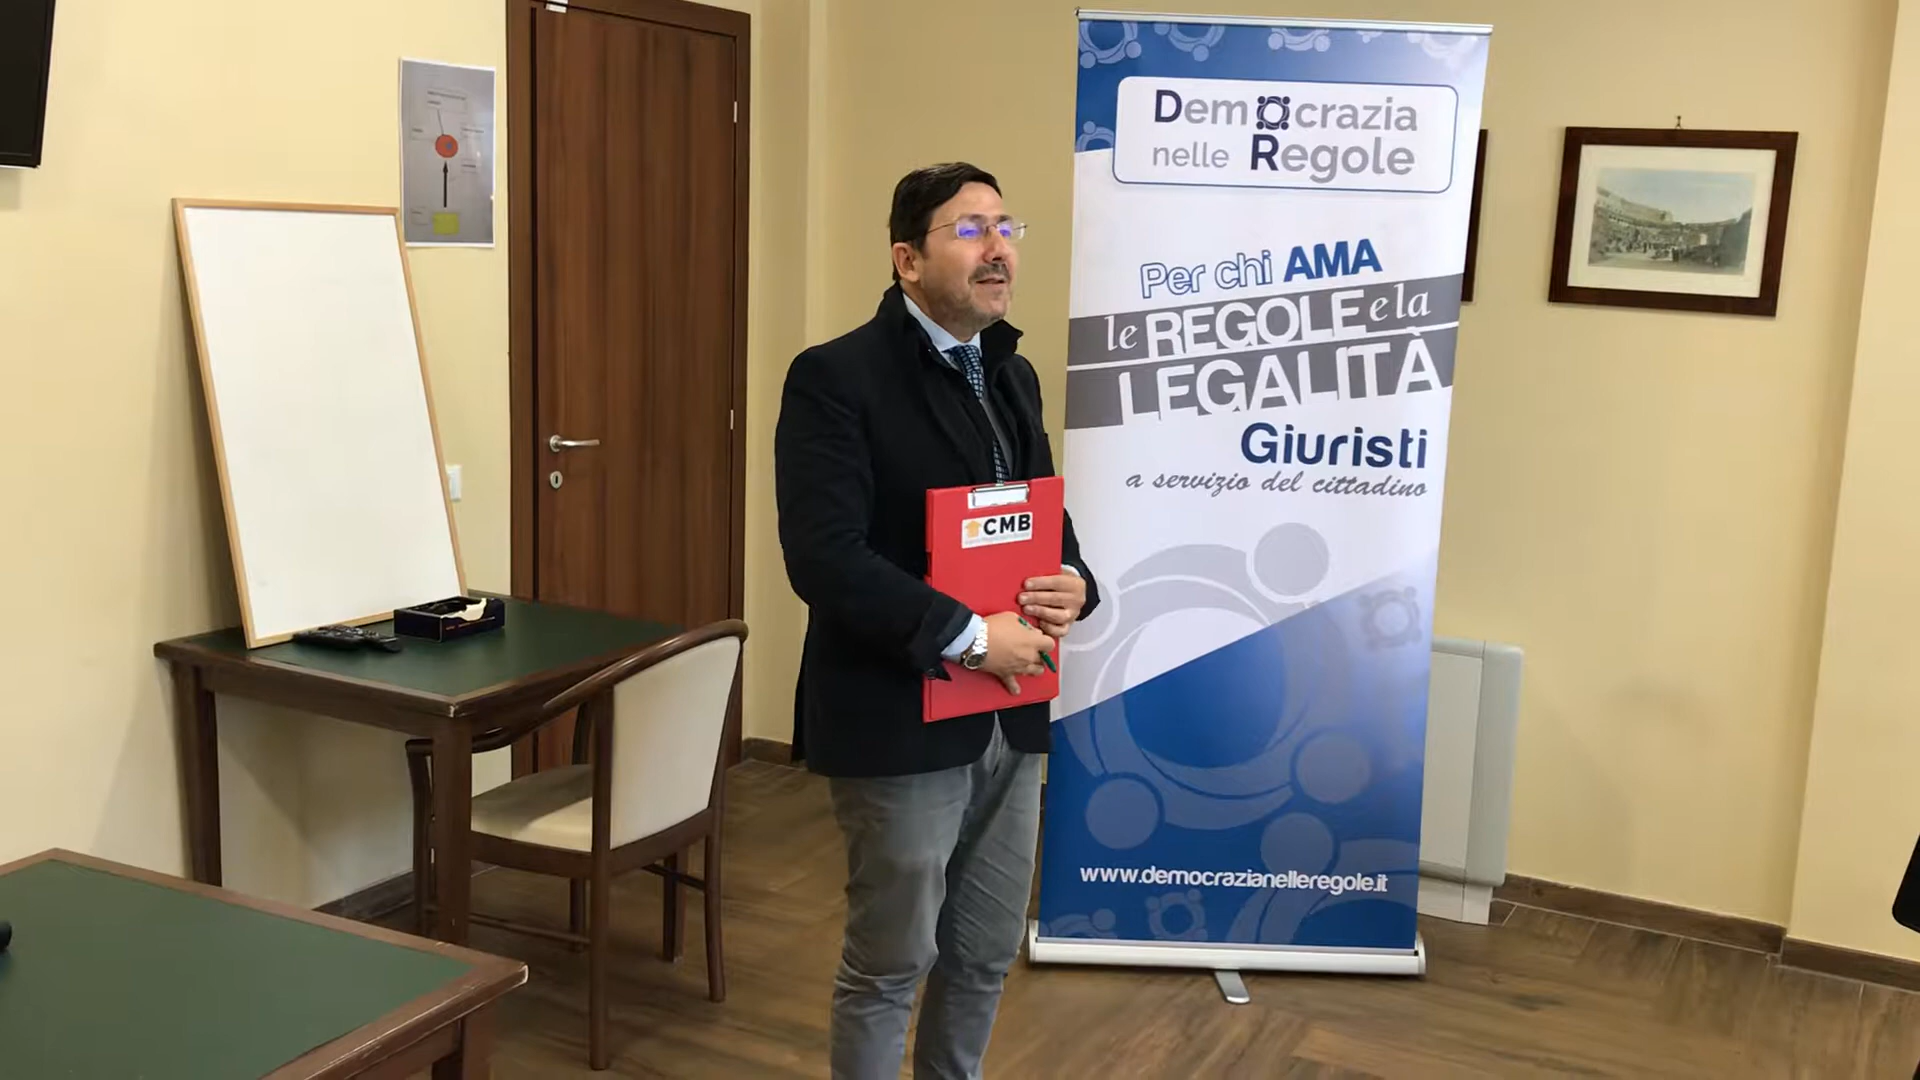 Democrazia
nelle Regole
Per chi AMA
le REGOLE e la
LEGALITÀ
Giuristi
a servizio del cittadino
www.democrazianelleregole.it
CMB